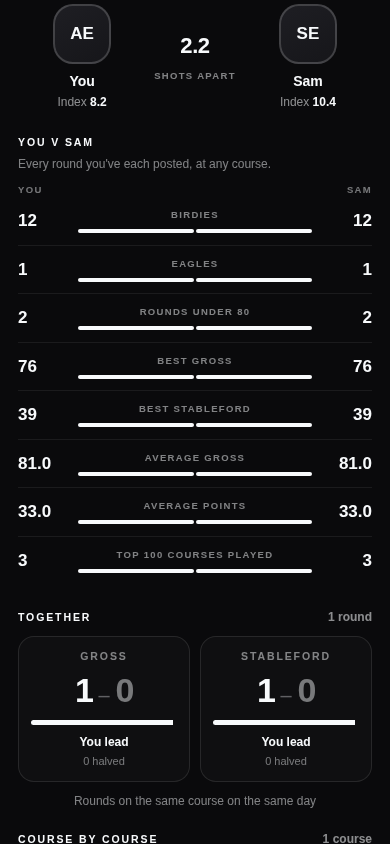 AE
2.2
SE
SHOTS APART
You
Sam
Index 8.2
Index 10.4
YOU V SAM
Every round you've each posted, at any course.
YOU
SAM
12
BIRDIES
12
1
EAGLES
1
2
ROUNDS UNDER 80
2
76
BEST GROSS
76
39
BEST STABLEFORD
39
81.0
AVERAGE GROSS
81.0
33.0
AVERAGE POINTS
33.0
3
TOP 100 COURSES PLAYED
3
TOGETHER
1 round
GROSS
1 – 0
You lead
0 halved
STABLEFORD
1 – 0
You lead
0 halved
Rounds on the same course on the same day
COURSE BY COURSE
1 course